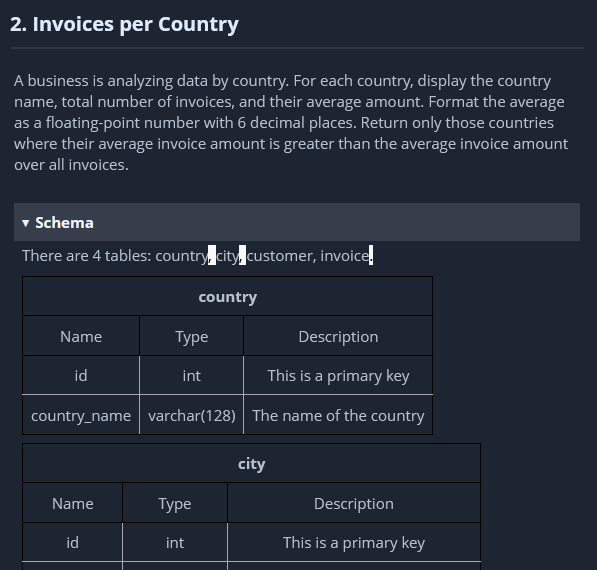 2. Invoices per Country
A business is analyzing data by country. For each country, display the country
name, total number of invoices, and their average amount. Format the average
as a floating-point number with 6 decimal places. Return only those countries
where their average invoice amount is greater than the average invoice amount
over all invoices.
▾ Schema
There are 4 tables: country, city, customer, invoice.
country
Name Type Description
id int This is a primary key
country_name varchar(128) The name of the country
city
Name Type Description
id int This is a primary key